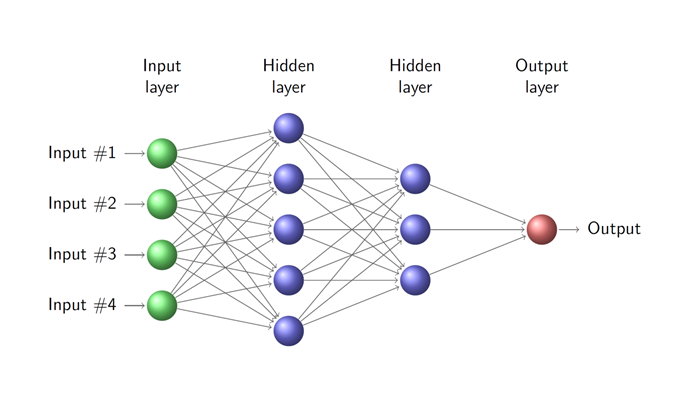 Input
layer
Hidden
layer
Hidden
layer
Output
layer
Input #1
Input #2
Input #3
Input #4
Output